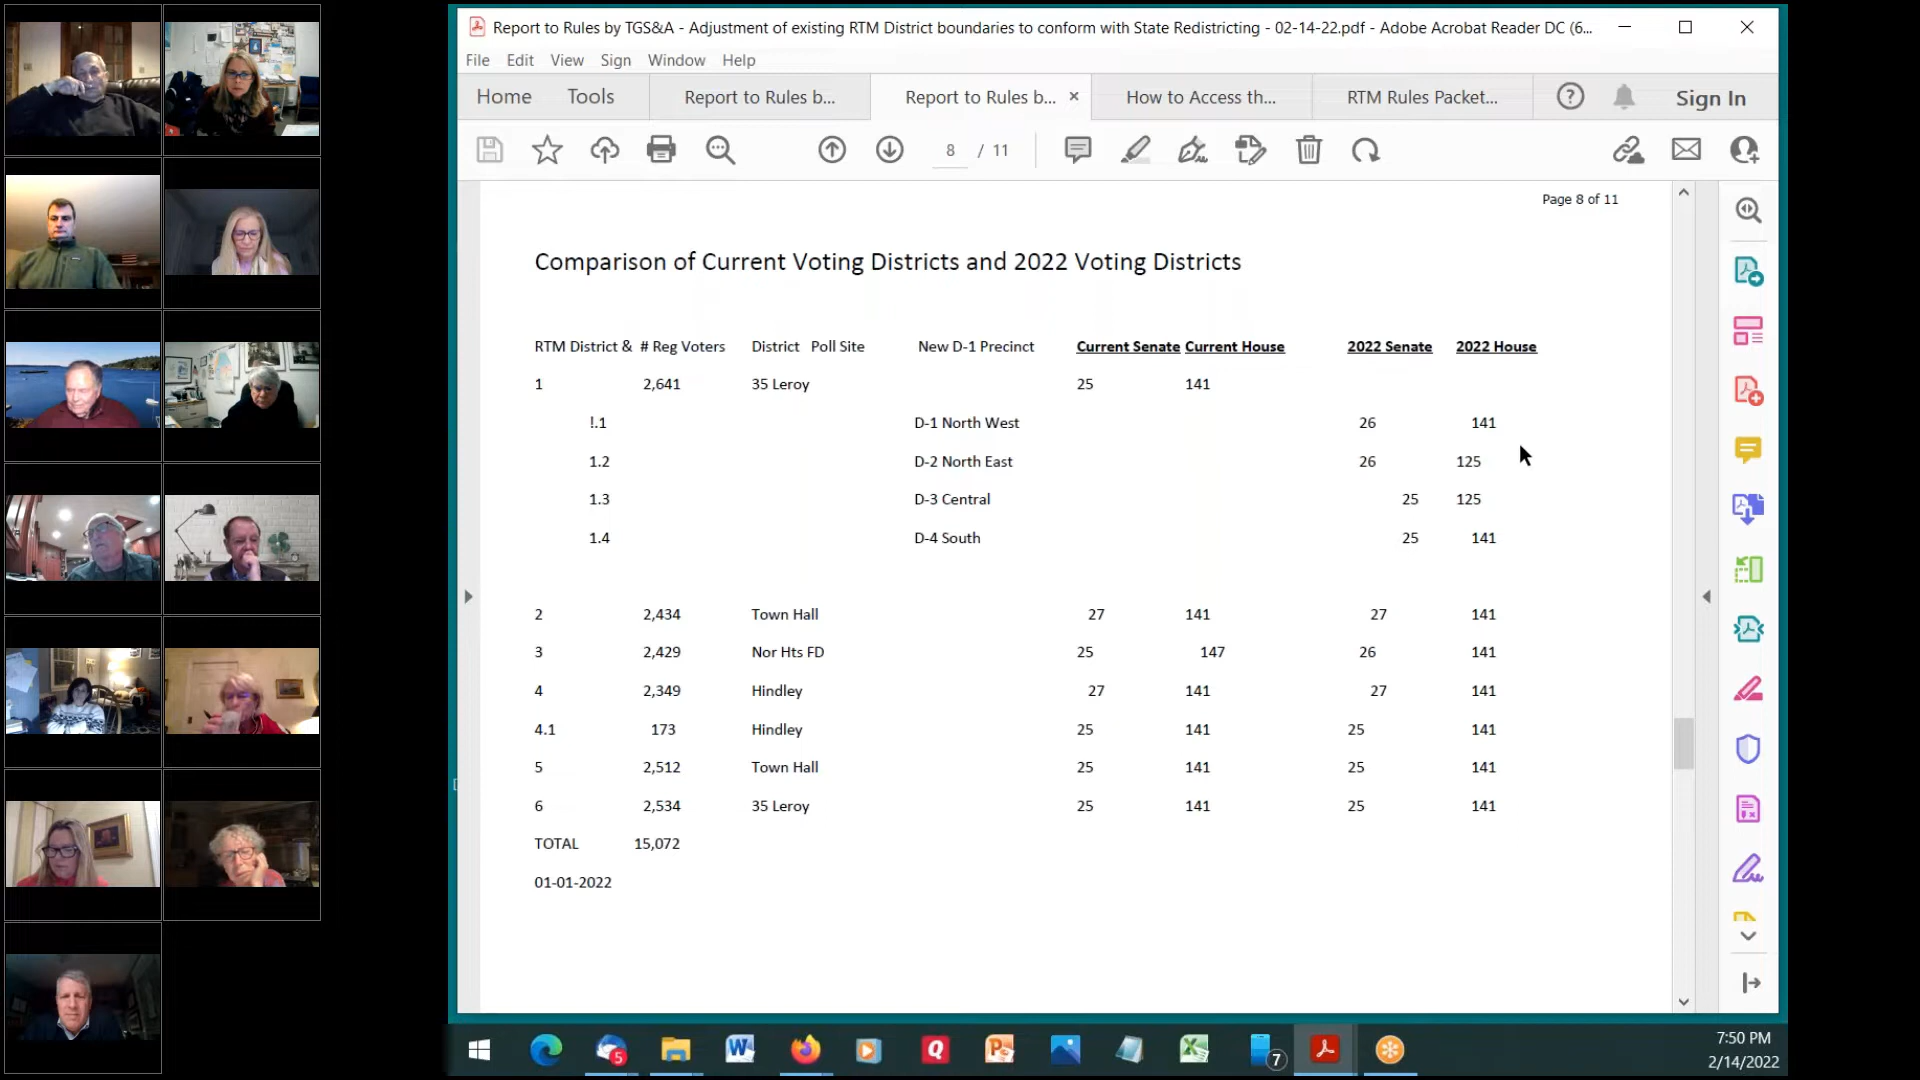 Report to Rules by TGS&A - Adjustment of existing RTM District boundaries to conform with State Redistricting - 02-14-22.pdf - Adobe Acrobat Reader DC (6...
File Edit View Sign Window Help
Home Tools Report to Rules b... Report to Rules b... How to Access th... RTM Rules Packet... Sign In
8 / 11
Page 8 of 11
Comparison of Current Voting Districts and 2022 Voting Districts
RTM District & # Reg Voters District Poll Site New D-1 Precinct Current Senate Current House 2022 Senate 2022 House
1 2,641 35 Leroy 25 141
!.1 D-1 North West 26 141
1.2 D-2 North East 26 125
1.3 D-3 Central 25 125
1.4 D-4 South 25 141
2 2,434 Town Hall 27 141 27 141
3 2,429 Nor Hts FD 25 147 26 141
4 2,349 Hindley 27 141 27 141
4.1 173 Hindley 25 141 25 141
5 2,512 Town Hall 25 141 25 141
6 2,534 35 Leroy 25 141 25 141
TOTAL 15,072
01-01-2022
5
7
7:50 PM
2/14/2022